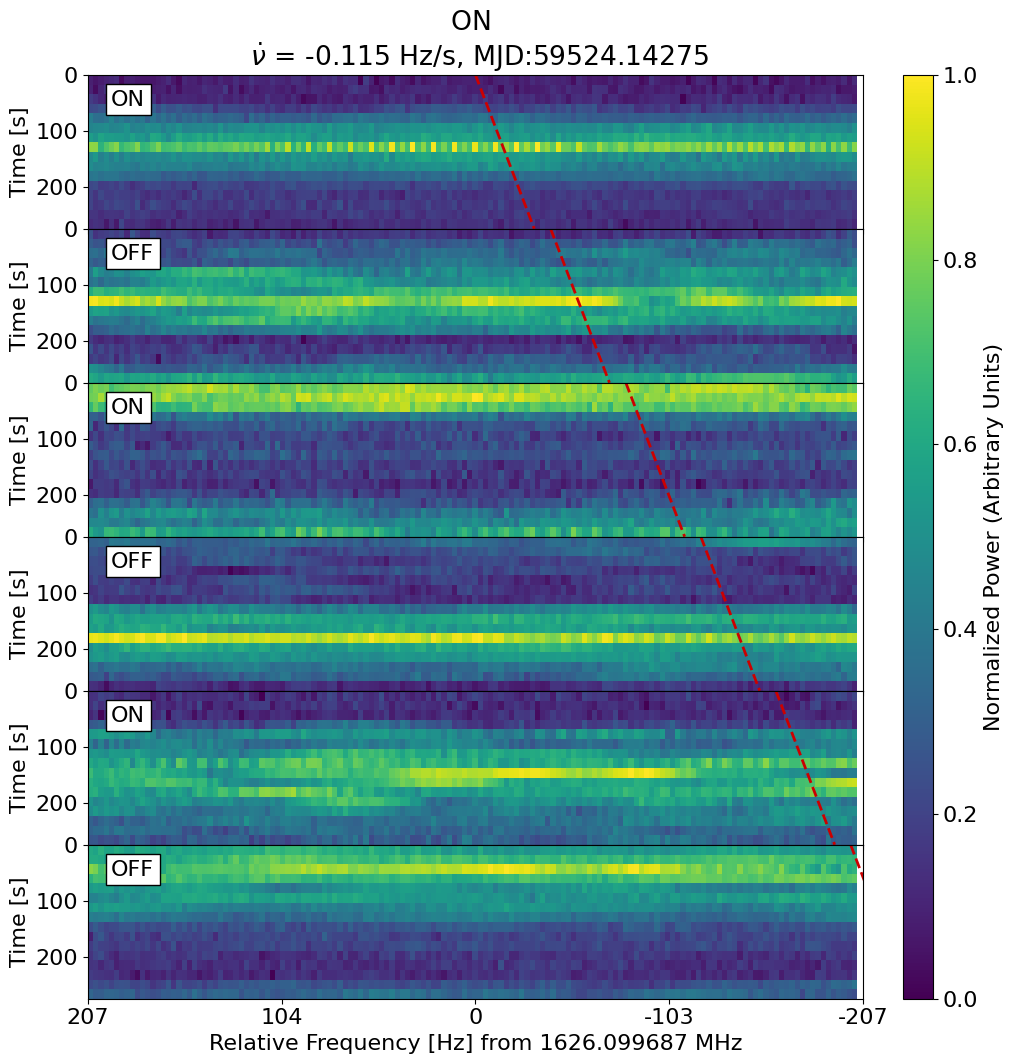 ON
ν̇ = -0.115 Hz/s, MJD:59524.14275
0
ON
100
200
Time [s]
0
OFF
100
200
Time [s]
0
ON
100
200
Time [s]
0
OFF
100
200
Time [s]
0
ON
100
200
Time [s]
0
OFF
100
200
Time [s]
207
104
0
-103
-207
Relative Frequency [Hz] from 1626.099687 MHz
1.0
0.8
0.6
0.4
0.2
0.0
Normalized Power (Arbitrary Units)